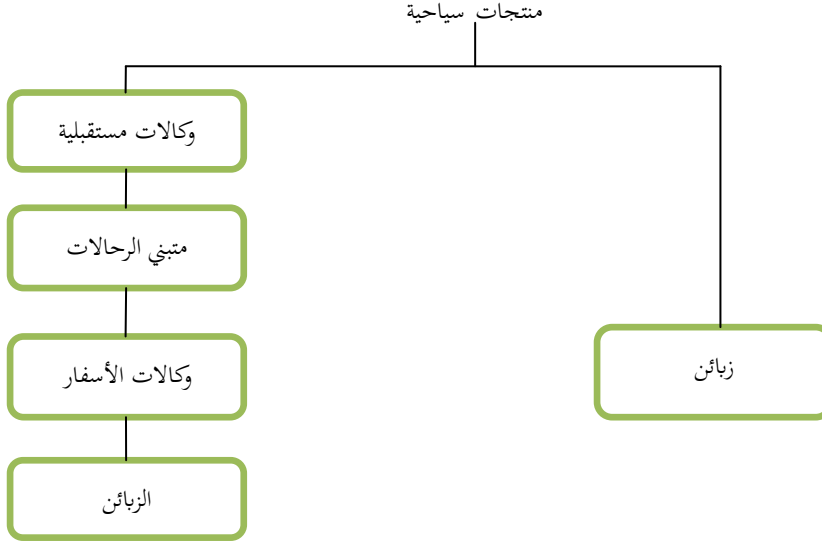 منتجات سياحية
وكالات مستقبلية
متبني الرحالات
وكالات الأسفار
زبائن
الزبائن